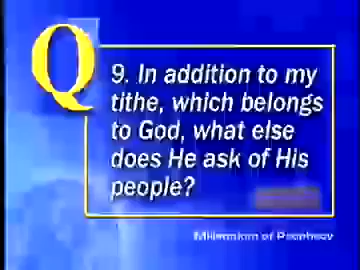 Q
9. In addition to my
tithe, which belongs
to God, what else
does He ask of His
people?
Millennium of Prophecy